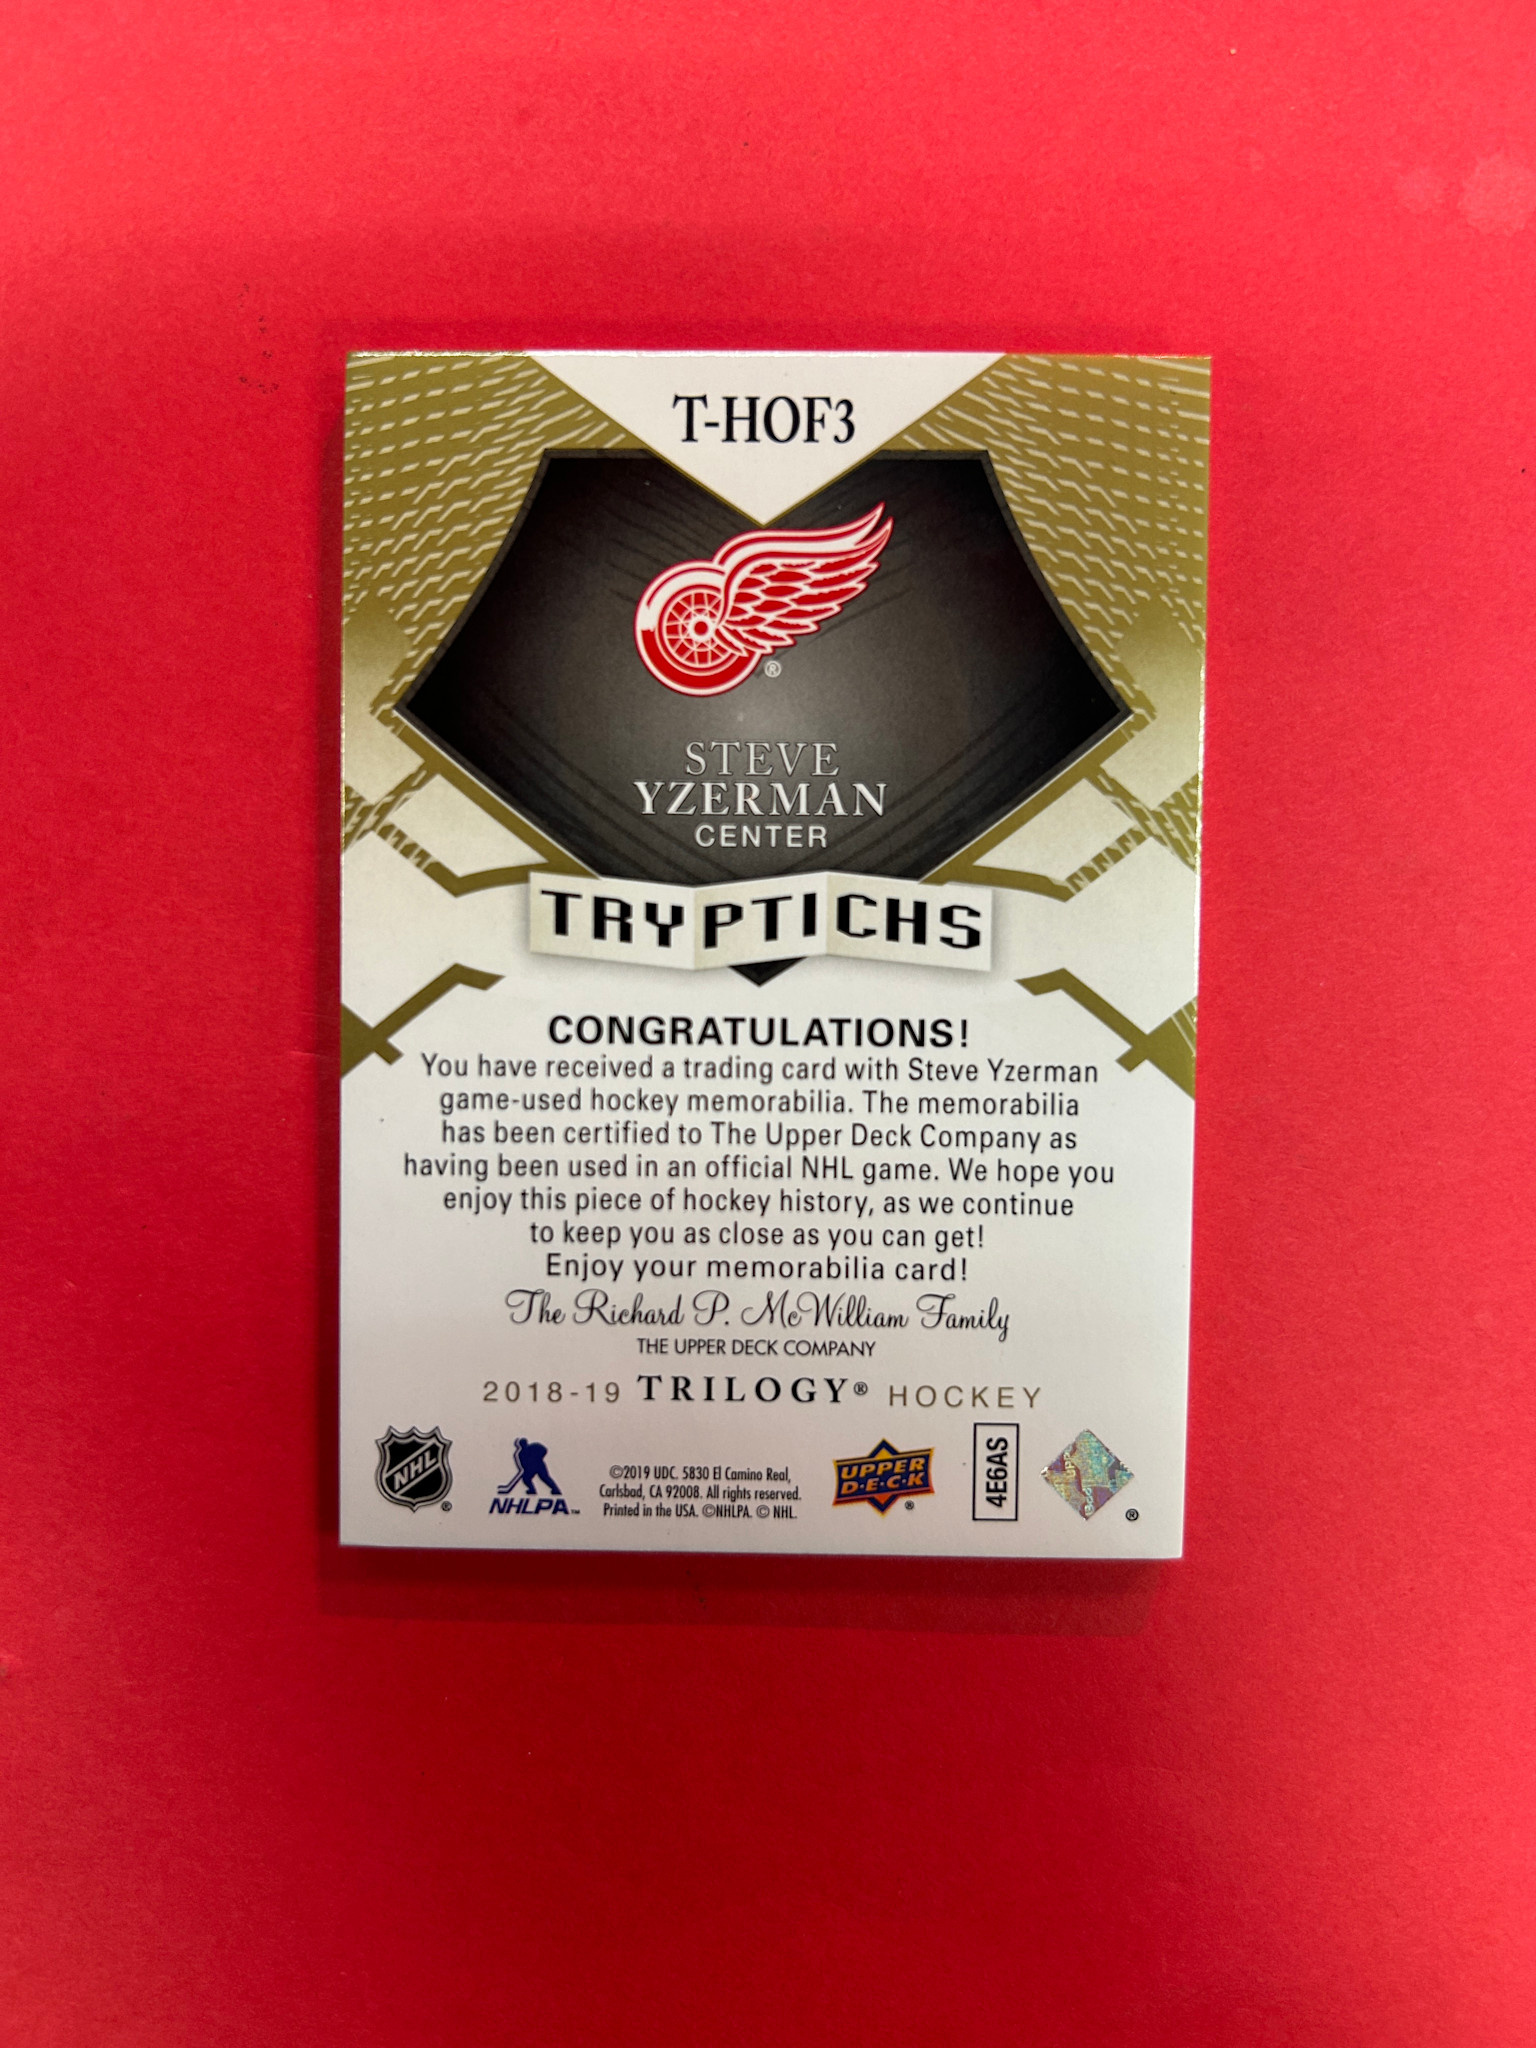 T-HOF3
®
STEVE
YZERMAN
CENTER
TRYPTICHS
CONGRATULATIONS!
You have received a trading card with Steve Yzerman
game-used hockey memorabilia. The memorabilia
has been certified to The Upper Deck Company as
having been used in an official NHL game. We hope you
enjoy this piece of hockey history, as we continue
to keep you as close as you can get!
Enjoy your memorabilia card!
The Richard P. McWilliam Family
THE UPPER DECK COMPANY
2018-19 TRILOGY® HOCKEY
NHL ®
NHLPA™
©2019 UDC. 5830 El Camino Real,
Carlsbad, CA 92008. All rights reserved.
Printed in the USA. ©NHLPA. © NHL.
UPPER
D·E·C·K ®
4E6AS
®